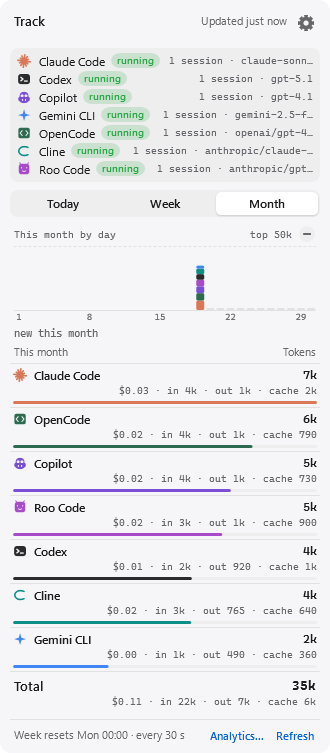 Track
Updated just now
Claude Code running 1 session · claude-sonn…
Codex running 1 session · gpt-5.1
Copilot running 1 session · gpt-4.1
Gemini CLI running 1 session · gemini-2.5-f…
OpenCode running 1 session · openai/gpt-4…
Cline running 1 session · anthropic/claude-…
Roo Code running 1 session · anthropic/gpt…
Today Week Month
This month by day top 50k
1 8 15 22 29
new this month
This month Tokens
Claude Code 7k
$0.03 · in 4k · out 1k · cache 2k
OpenCode 6k
$0.02 · in 4k · out 1k · cache 790
Copilot 5k
$0.02 · in 4k · out 1k · cache 730
Roo Code 5k
$0.02 · in 3k · out 1k · cache 900
Codex 4k
$0.01 · in 2k · out 920 · cache 1k
Cline 4k
$0.02 · in 3k · out 765 · cache 640
Gemini CLI 2k
$0.00 · in 1k · out 490 · cache 360
Total 35k
$0.11 · in 22k · out 7k · cache 6k
Week resets Mon 00:00 · every 30 s Analytics... Refresh